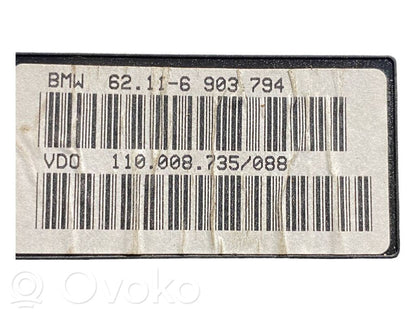 BMW 62.11-6 903 794
VDO 110.008.735/088
Ovoko